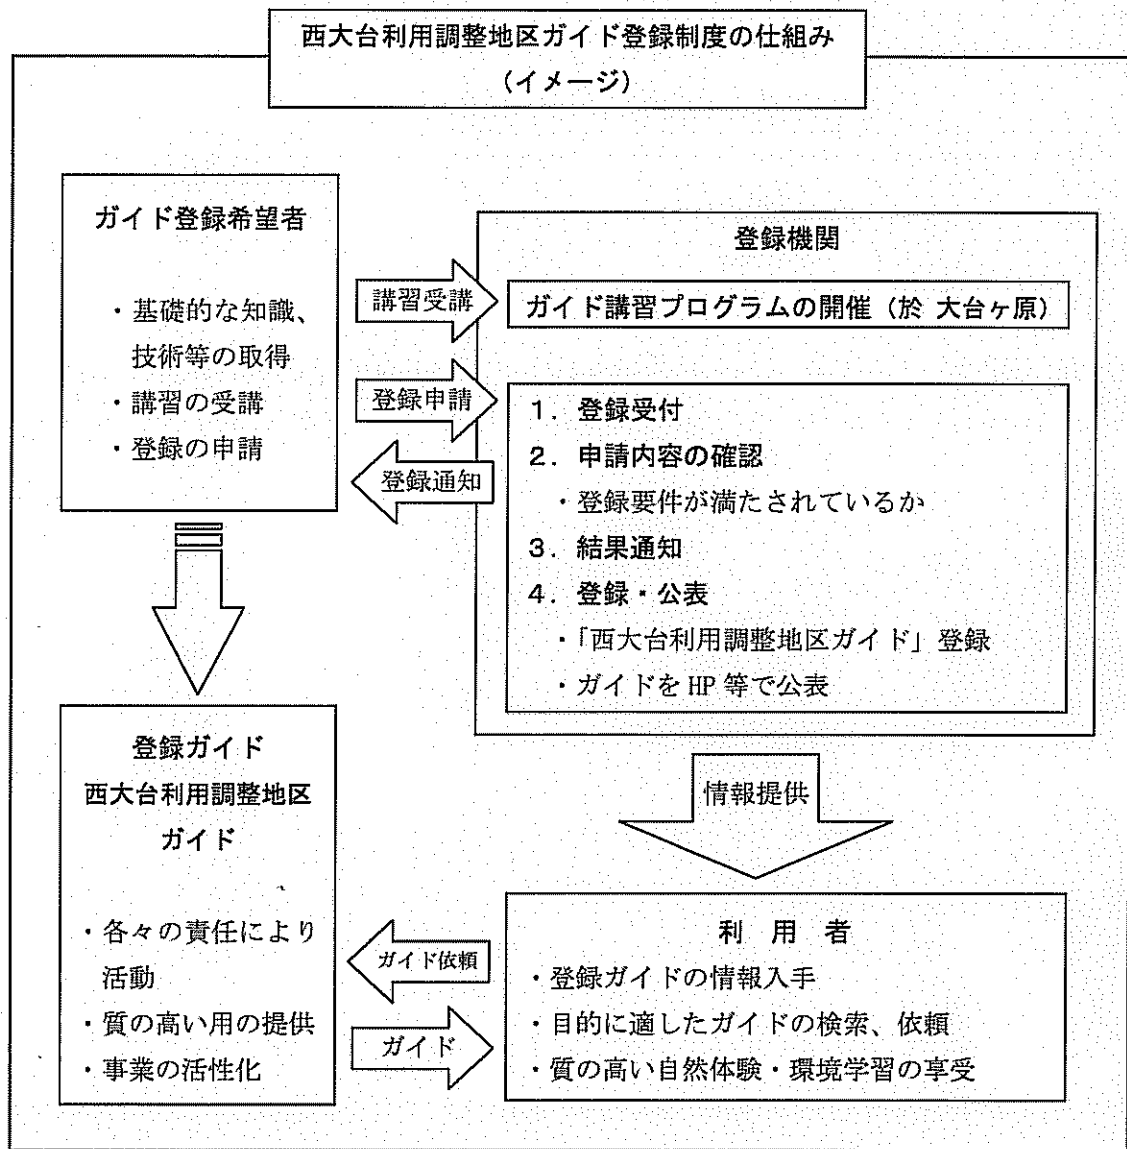 西大台利用調整地区ガイド登録制度の仕組み
（イメージ）
ガイド登録希望者
・基礎的な知識、
技術等の取得
・講習の受講
・登録の申請
講習受講
登録申請
登録通知
登録機関
ガイド講習プログラムの開催（於 大台ヶ原）
１．登録受付
２．申請内容の確認
・登録要件が満たされているか
３．結果通知
４．登録・公表
・「西大台利用調整地区ガイド」登録
・ガイドを HP 等で公表
情報提供
登録ガイド
西大台利用調整地区
ガイド
・各々の責任により
活動
・質の高い用の提供
・事業の活性化
ガイド依頼
ガイド
利　用　者
・登録ガイドの情報入手
・目的に適したガイドの検索、依頼
・質の高い自然体験・環境学習の享受